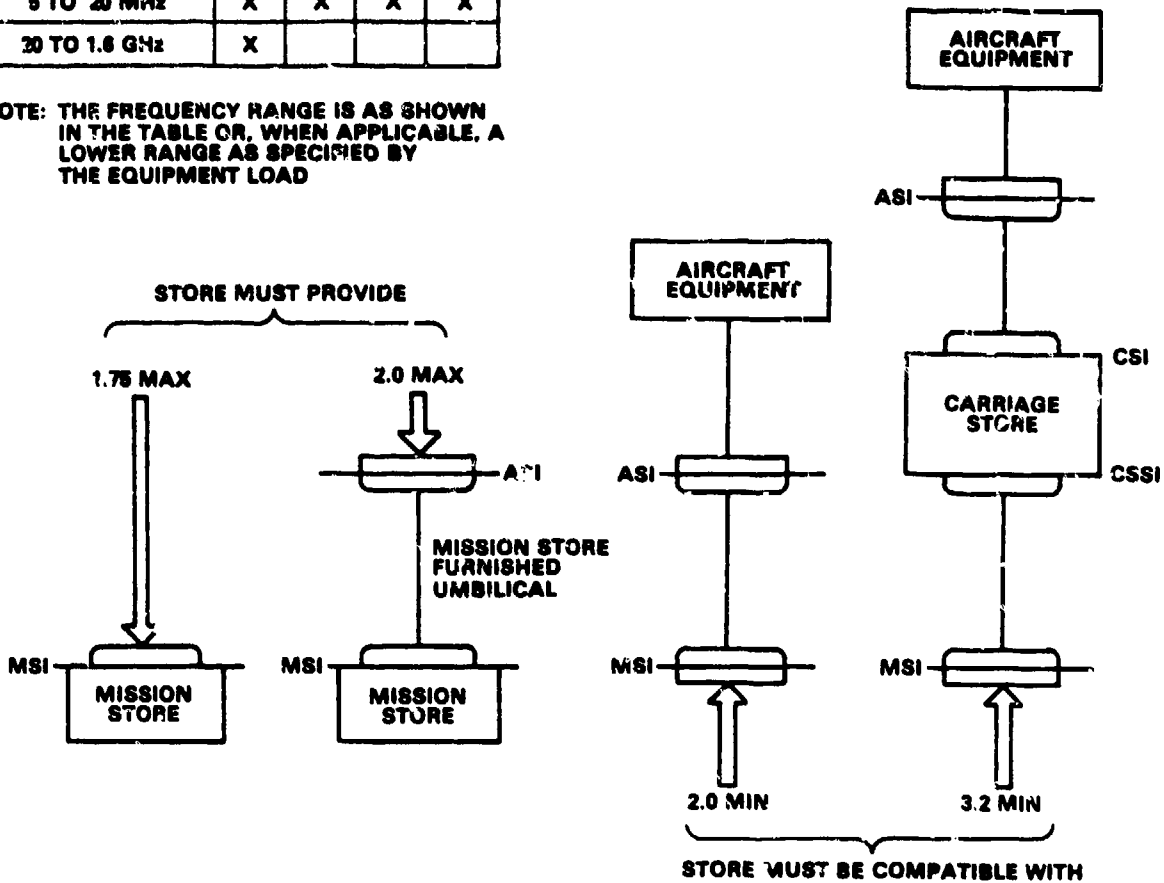 5 TO 20 MHz X X X X
20 TO 1.6 GHz X
OTE: THE FREQUENCY RANGE IS AS SHOWN
IN THE TABLE OR, WHEN APPLICABLE, A
LOWER RANGE AS SPECIFIED BY
THE EQUIPMENT LOAD
AIRCRAFT
EQUIPMENT
ASI
AIRCRAFT
EQUIPMENT
STORE MUST PROVIDE
CSI
1.75 MAX
2.0 MAX
CARRIAGE
STORE
ASI
CSSI
MISSION STORE
FURNISHED
UMBILICAL
MSI
MSI
MSI
MSI
MISSION
STORE
MISSION
STORE
2.0 MIN
3.2 MIN
STORE MUST BE COMPATIBLE WITH